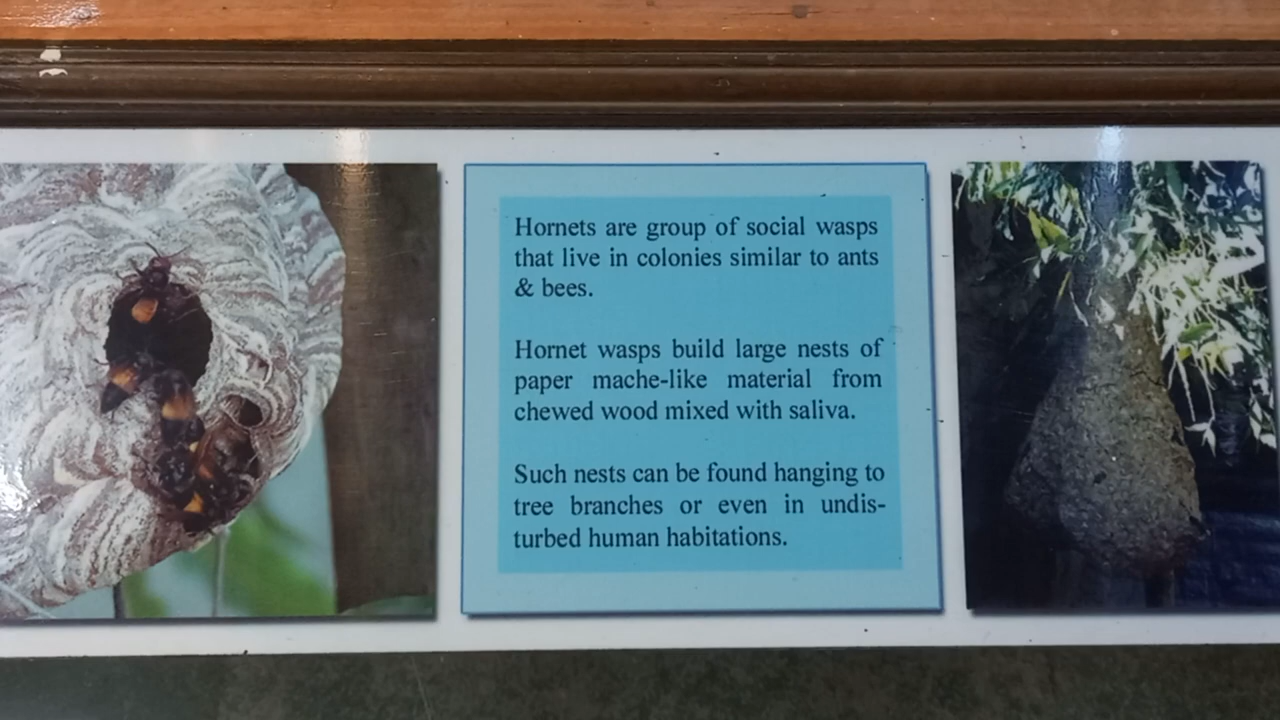 Hornets are group of social wasps
that live in colonies similar to ants
& bees.
Hornet wasps build large nests of
paper mache-like material from
chewed wood mixed with saliva.
Such nests can be found hanging to
tree branches or even in undis-
turbed human habitations.